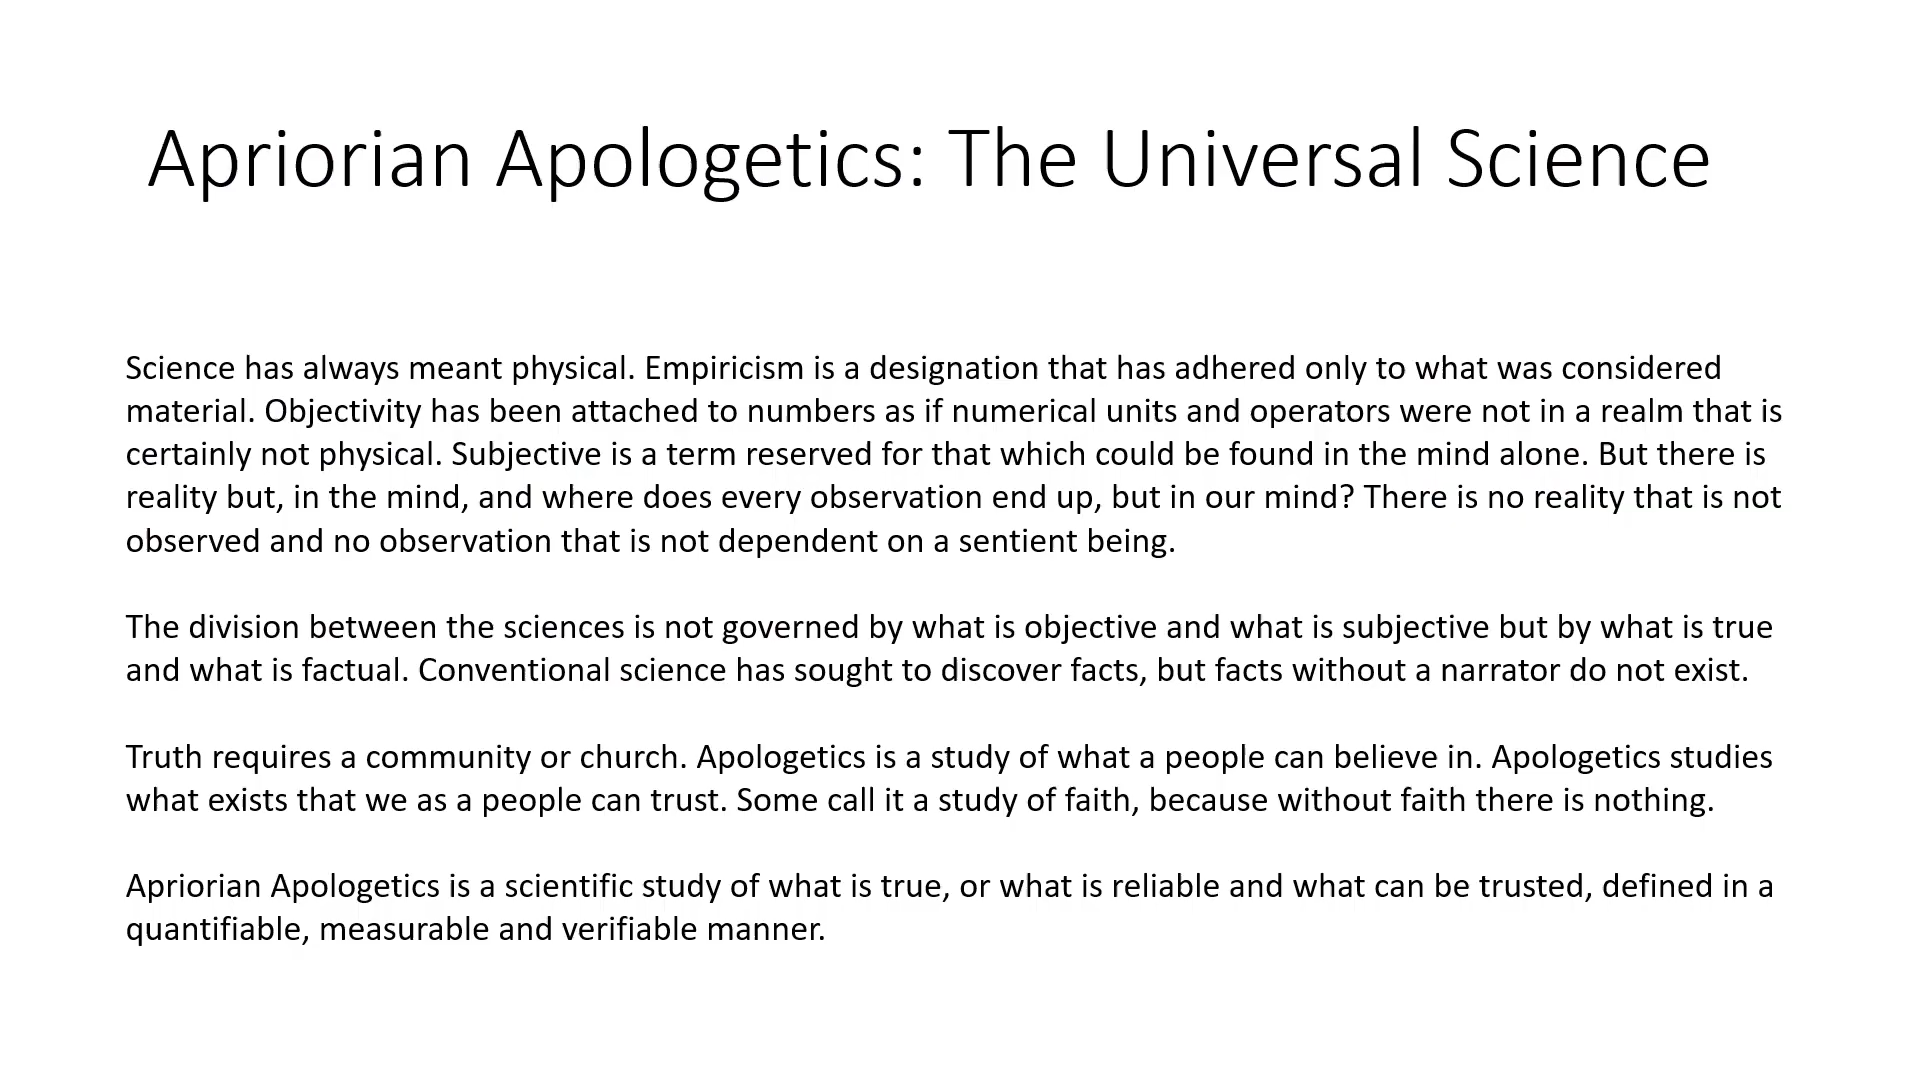 Apriorian Apologetics: The Universal Science
Science has always meant physical. Empiricism is a designation that has adhered only to what was considered
material. Objectivity has been attached to numbers as if numerical units and operators were not in a realm that is
certainly not physical. Subjective is a term reserved for that which could be found in the mind alone. But there is
reality but, in the mind, and where does every observation end up, but in our mind? There is no reality that is not
observed and no observation that is not dependent on a sentient being.
The division between the sciences is not governed by what is objective and what is subjective but by what is true
and what is factual. Conventional science has sought to discover facts, but facts without a narrator do not exist.
Truth requires a community or church. Apologetics is a study of what a people can believe in. Apologetics studies
what exists that we as a people can trust. Some call it a study of faith, because without faith there is nothing.
Apriorian Apologetics is a scientific study of what is true, or what is reliable and what can be trusted, defined in a
quantifiable, measurable and verifiable manner.